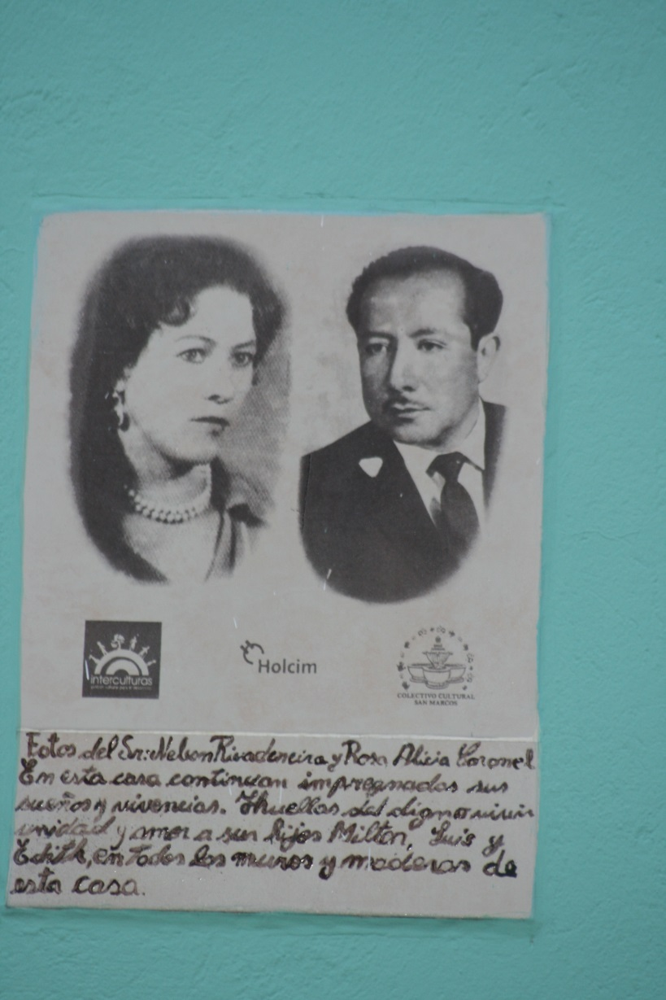 interculturas
Holcim
COLECTIVO CULTURAL
SAN MARCOS
Fotos del Sr: Nelson Rivadeneira y Rosa Alicia Coronel
En esta casa continuan impregnados sus
sueños y vivencias. Y huellas del digno vivir
unidad y amor a sus hijos Milton, Luis y
Edith, en todos los muros y maderas de
esta casa.